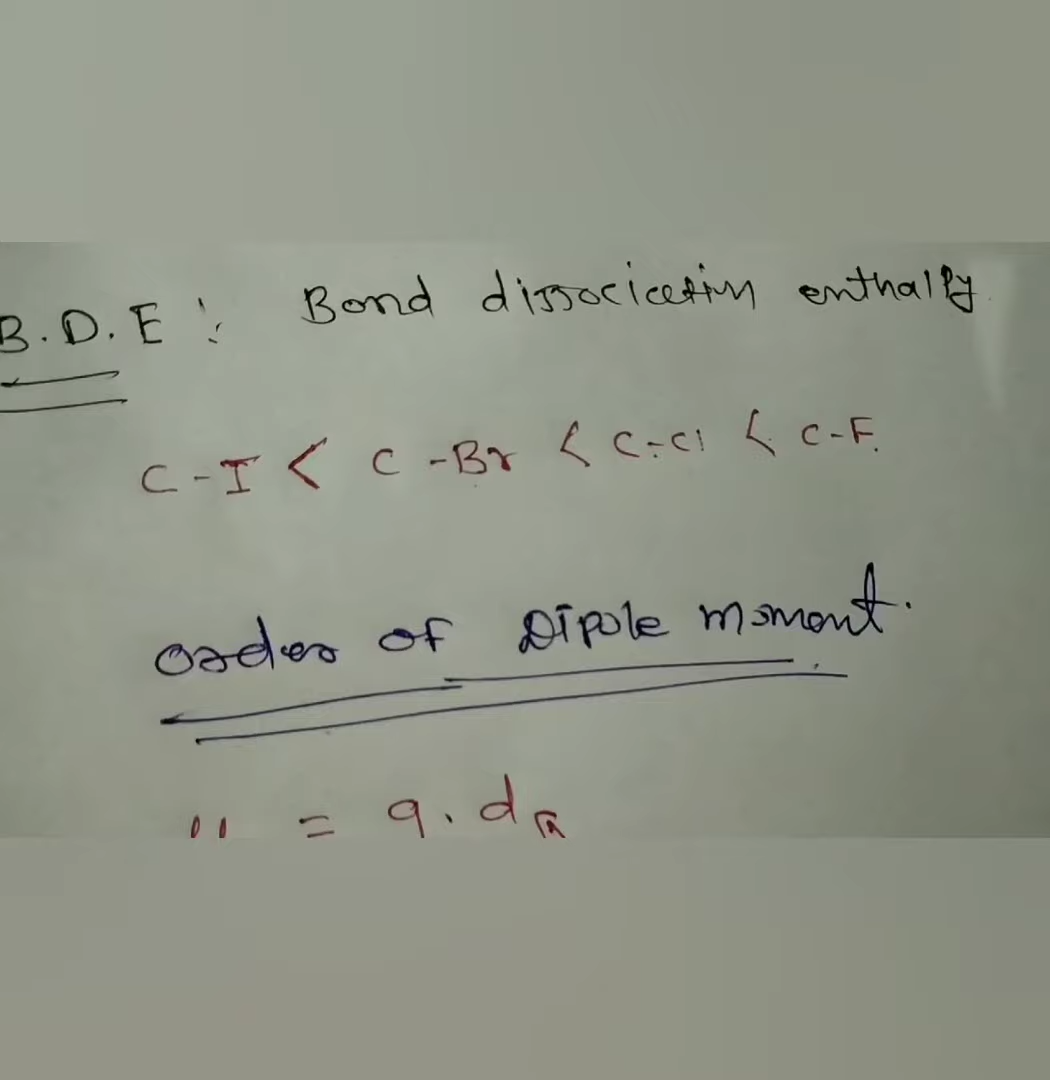 B.D.E : Bond dissociation enthalpy
C-I < C-Br < C-Cl < C-F.
order of Dipole moment.
= q.d